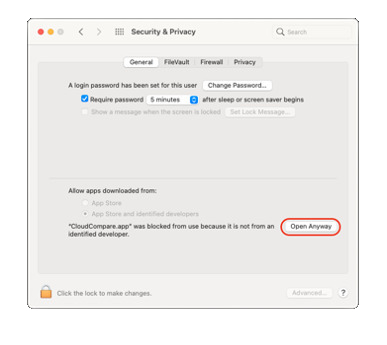 Security & Privacy
Search
General FileVault Firewall Privacy
A login password has been set for this user Change Password...
Require password 5 minutes after sleep or screen saver begins
Show a message when the screen is locked Set Lock Message...
Allow apps downloaded from:
App Store
App Store and identified developers
"CloudCompare.app" was blocked from use because it is not from an Open Anyway
identified developer.
Click the lock to make changes.
Advanced... ?